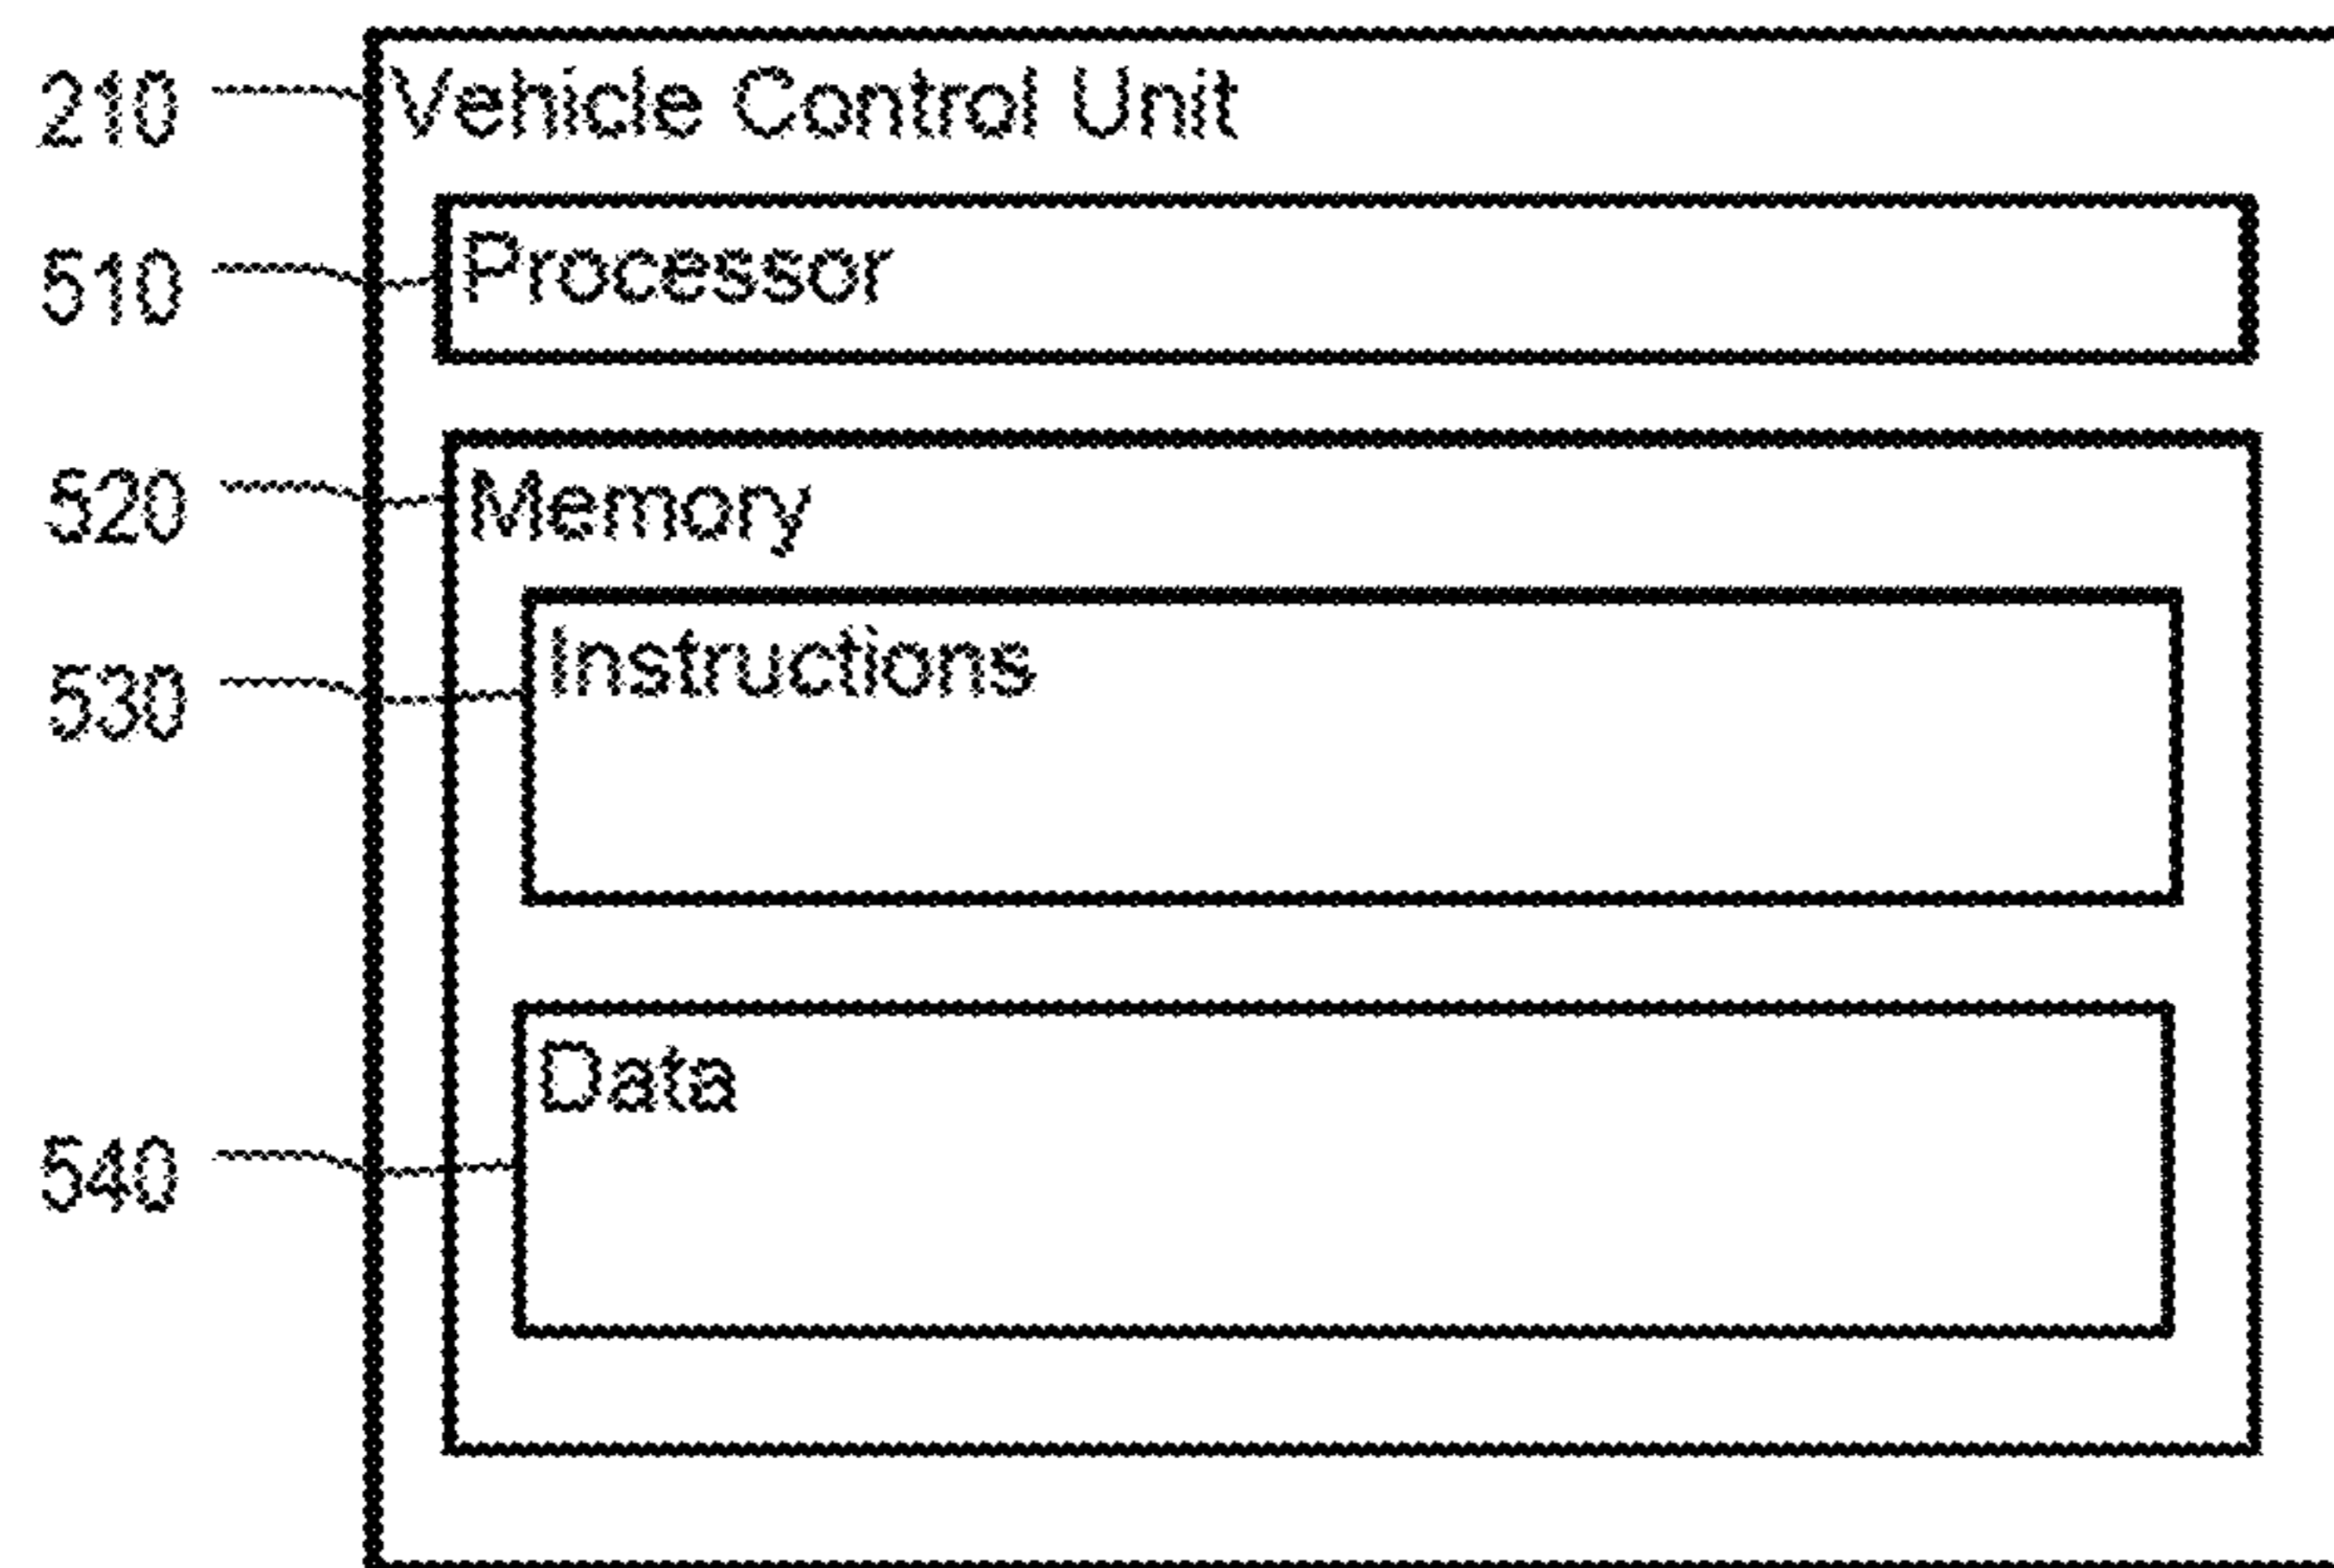 210 Vehicle Control Unit
510 Processor
520 Memory
530 Instructions
Data
540